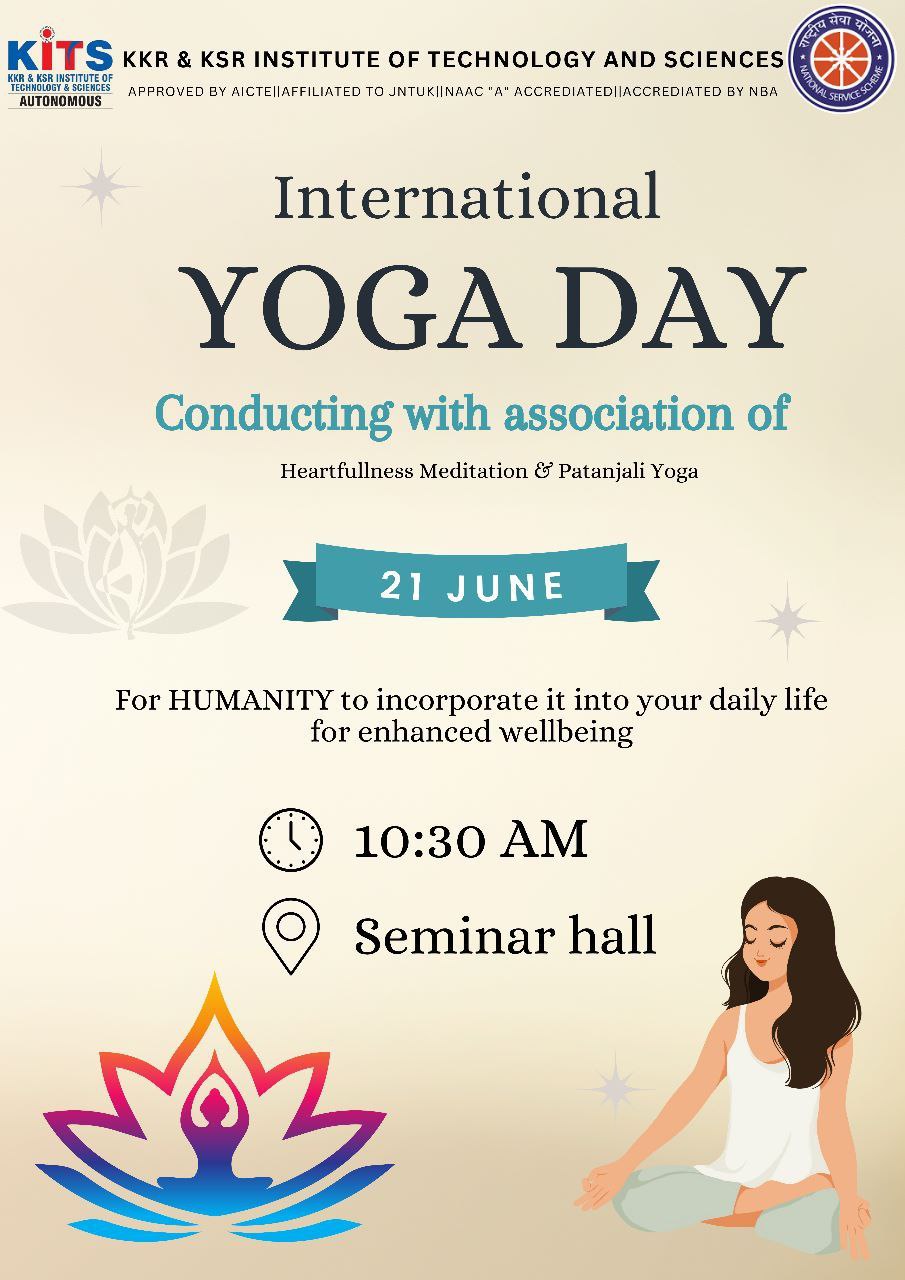 KITS
KKR & KSR INSTITUTE OF
TECHNOLOGY & SCIENCES
AUTONOMOUS
KKR & KSR INSTITUTE OF TECHNOLOGY AND SCIENCES
APPROVED BY AICTE||AFFILIATED TO JNTUK||NAAC "A" ACCREDIATED||ACCREDIATED BY NBA
राष्ट्रीय सेवा योजना
NATIONAL SERVICE SCHEME
International
YOGA DAY
Conducting with association of
Heartfullness Meditation & Patanjali Yoga
21 JUNE
For HUMANITY to incorporate it into your daily life
for enhanced wellbeing
10:30 AM
Seminar hall